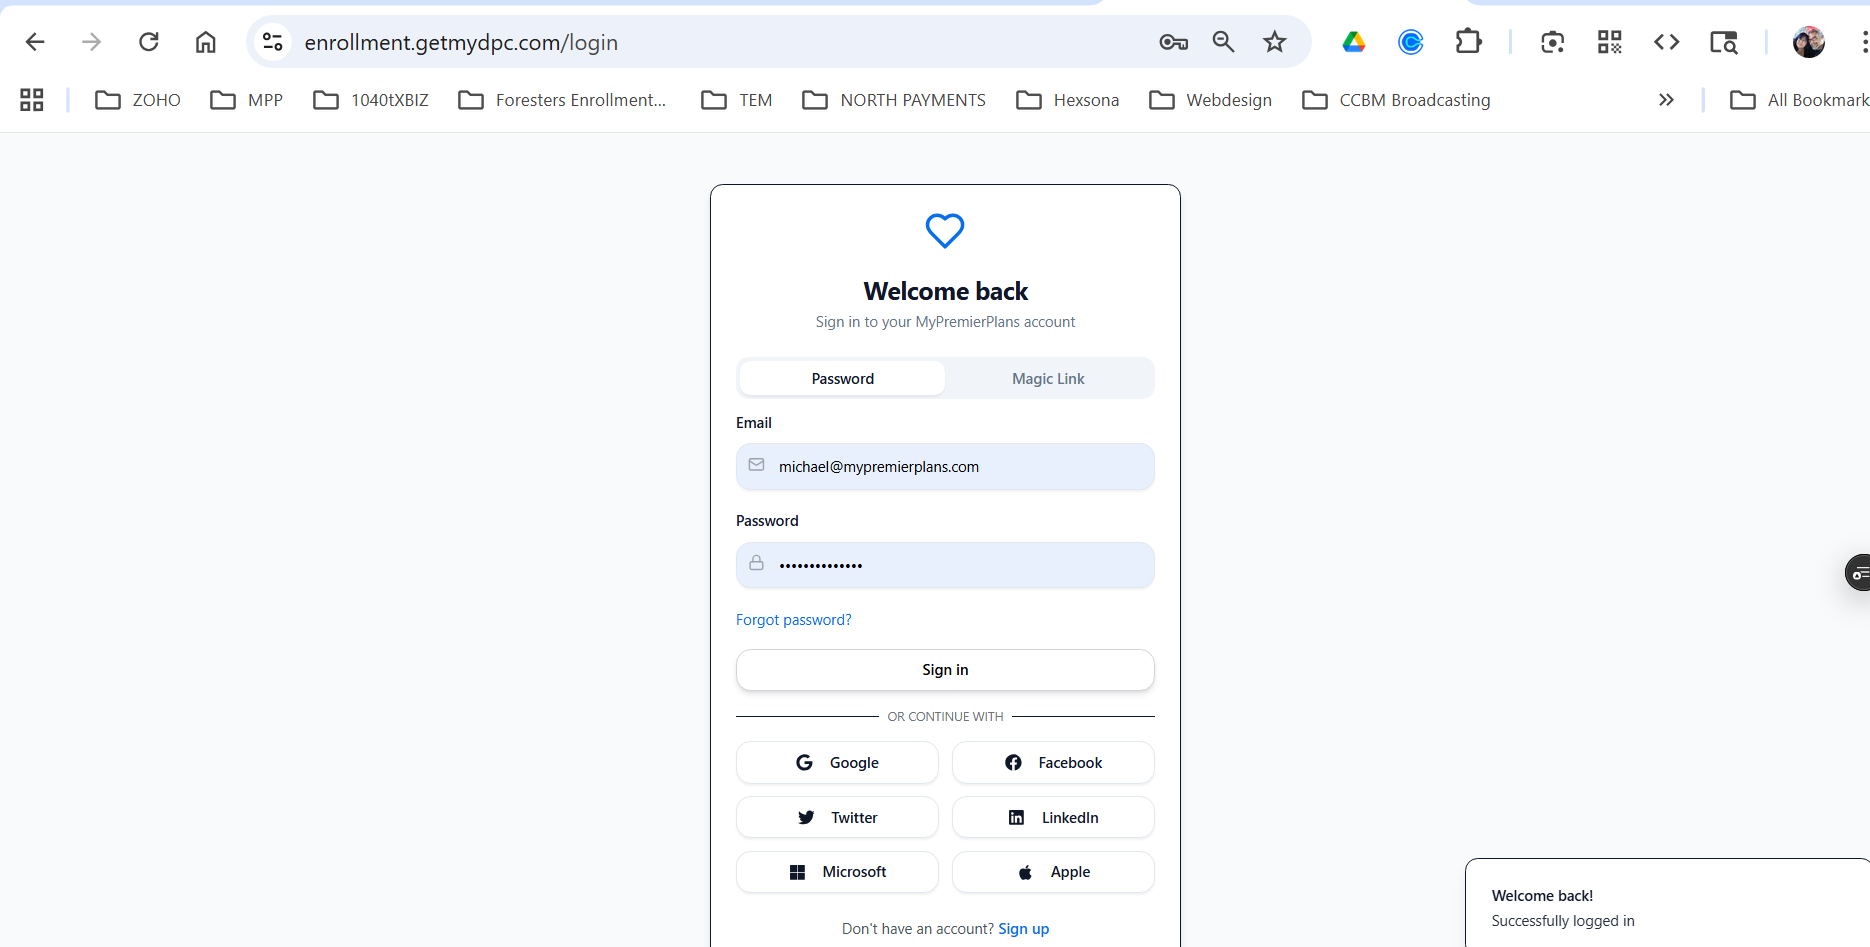 enrollment.getmydpc.com/login
ZOHO MPP 1040tXBIZ Foresters Enrollment... TEM NORTH PAYMENTS Hexsona Webdesign CCBM Broadcasting » All Bookmark
Welcome back
Sign in to your MyPremierPlans account
Password Magic Link
Email
michael@mypremierplans.com
Password
••••••••••••••
Forgot password?
Sign in
OR CONTINUE WITH
Google Facebook
Twitter LinkedIn
Microsoft Apple
Don't have an account? Sign up
Welcome back!
Successfully logged in